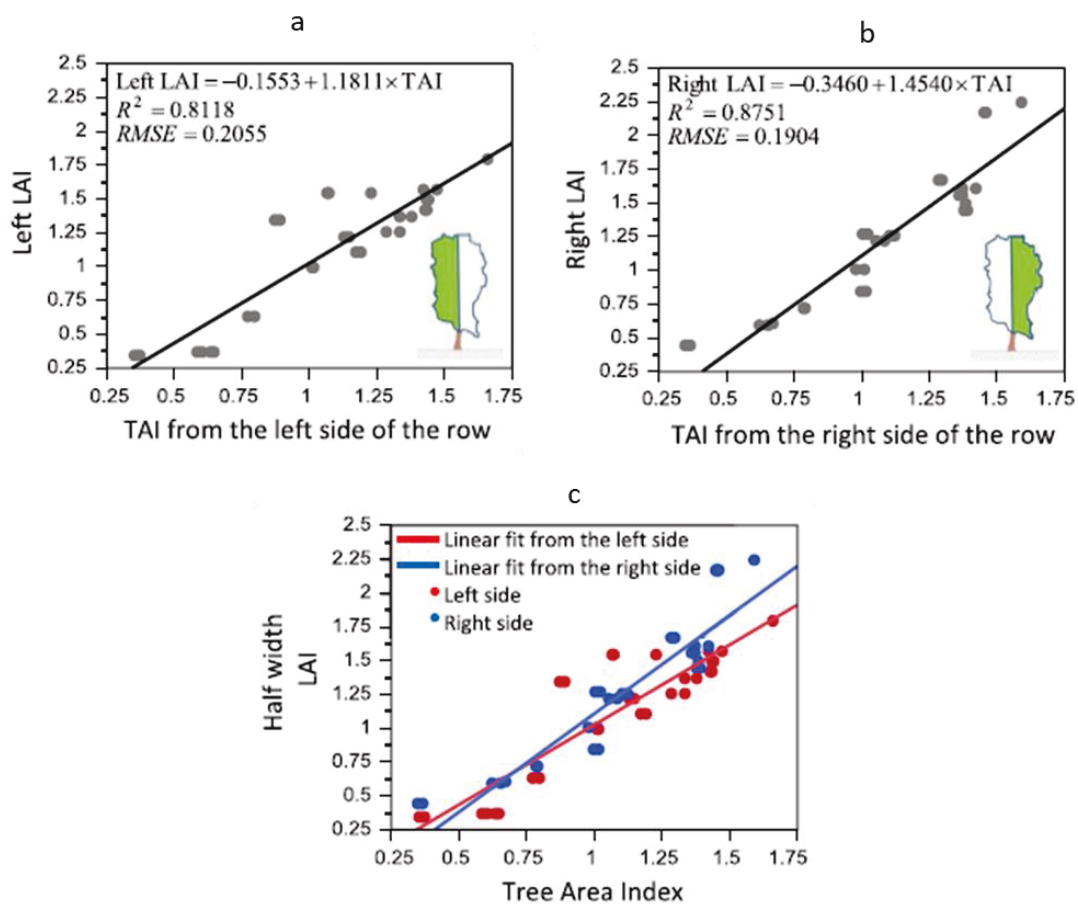 a
Left LAI = −0.1553+1.1811×TAI
R² = 0.8118
RMSE = 0.2055
2.5
2.25
2
1.75
1.5
1.25
1
0.75
0.5
0.25
Left LAI
0.25 0.5 0.75 1 1.25 1.5 1.75
TAI from the left side of the row
b
Right LAI = −0.3460+1.4540×TAI
R² = 0.8751
RMSE = 0.1904
2.5
2.25
2
1.75
1.5
1.25
1
0.75
0.5
0.25
Right LAI
0.25 0.5 0.75 1 1.25 1.5 1.75
TAI from the right side of the row
c
Linear fit from the left side
Linear fit from the right side
Left side
Right side
2.5
2.25
2
1.75
1.5
1.25
1
0.75
0.5
0.25
Half width
LAI
0.25 0.5 0.75 1 1.25 1.5 1.75
Tree Area Index